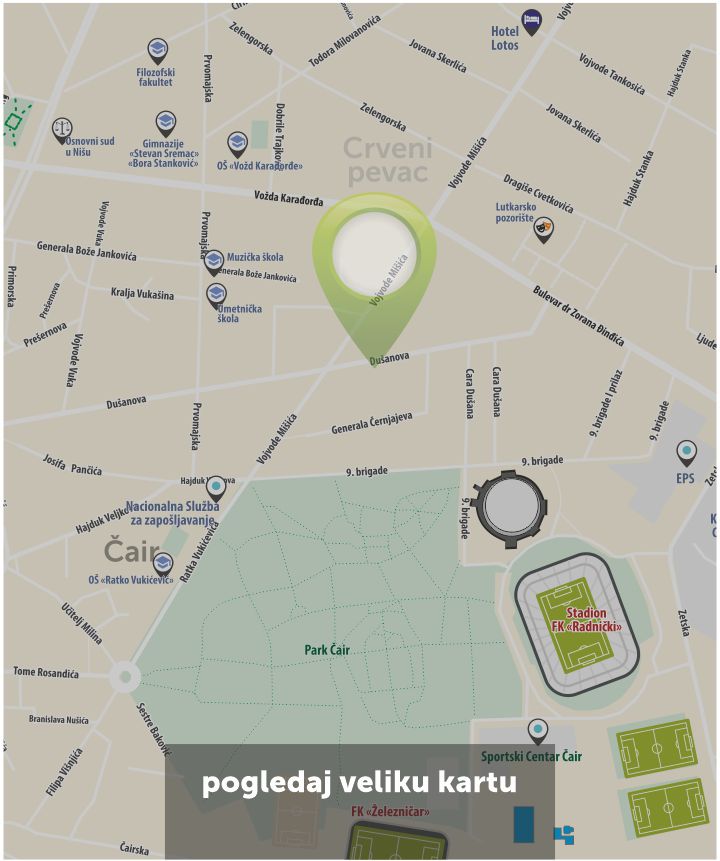 Zelengorska
Todora Milovanovića
Jovana Skerlića
Hotel
Lotos
Vojvode Tankosića
Hajduk Stanka
Filozofski
fakultet
Prvomajska
Dobrile Trajković
Zelengorska
Jovana Skerlića
Osnovni sud
u Nišu
Gimnazije
«Stevan Sremac»
«Bora Stanković»
OŠ «Vožd Karađorđe»
Crveni
pevac
Vojvode Mišića
Hajduk Stanka
Dragiše Cvetkovića
Vožda Karađorđa
Lutkarsko
pozorište
Vojvode Vuka
Prvomajska
Generala Bože Jankovića
Muzička škola
Generala Bože Jankovića
Vojvode Mišića
Primorska
Prešernova
Kralja Vukašina
Umetnička
škola
Bulevar dr Zorana Đinđića
Prešernova
Vojvode Vuka
Dušanova
Dušanova
Cara Dušana
Cara Dušana
9. brigade I prilaz
9. brigade
Prvomajska
Vojvode Mišića
Generala Černjajeva
Josifa Pančića
9. brigade
9. brigade
EPS
Nacionalna Služba
za zapošljavanje
Hajduk Veljkova
9. brigade
Čair
Ratka Vukićevića
OŠ «Ratko Vukićević»
Učitelj Milina
Stadion
FK «Radnički»
Zetska
Park Čair
Tome Rosandića
Branislava Nušića
Sestre Baković
Filipa Višnjića
Sportski Centar Čair
pogledaj veliku kartu
FK «Železničar»
Čairska